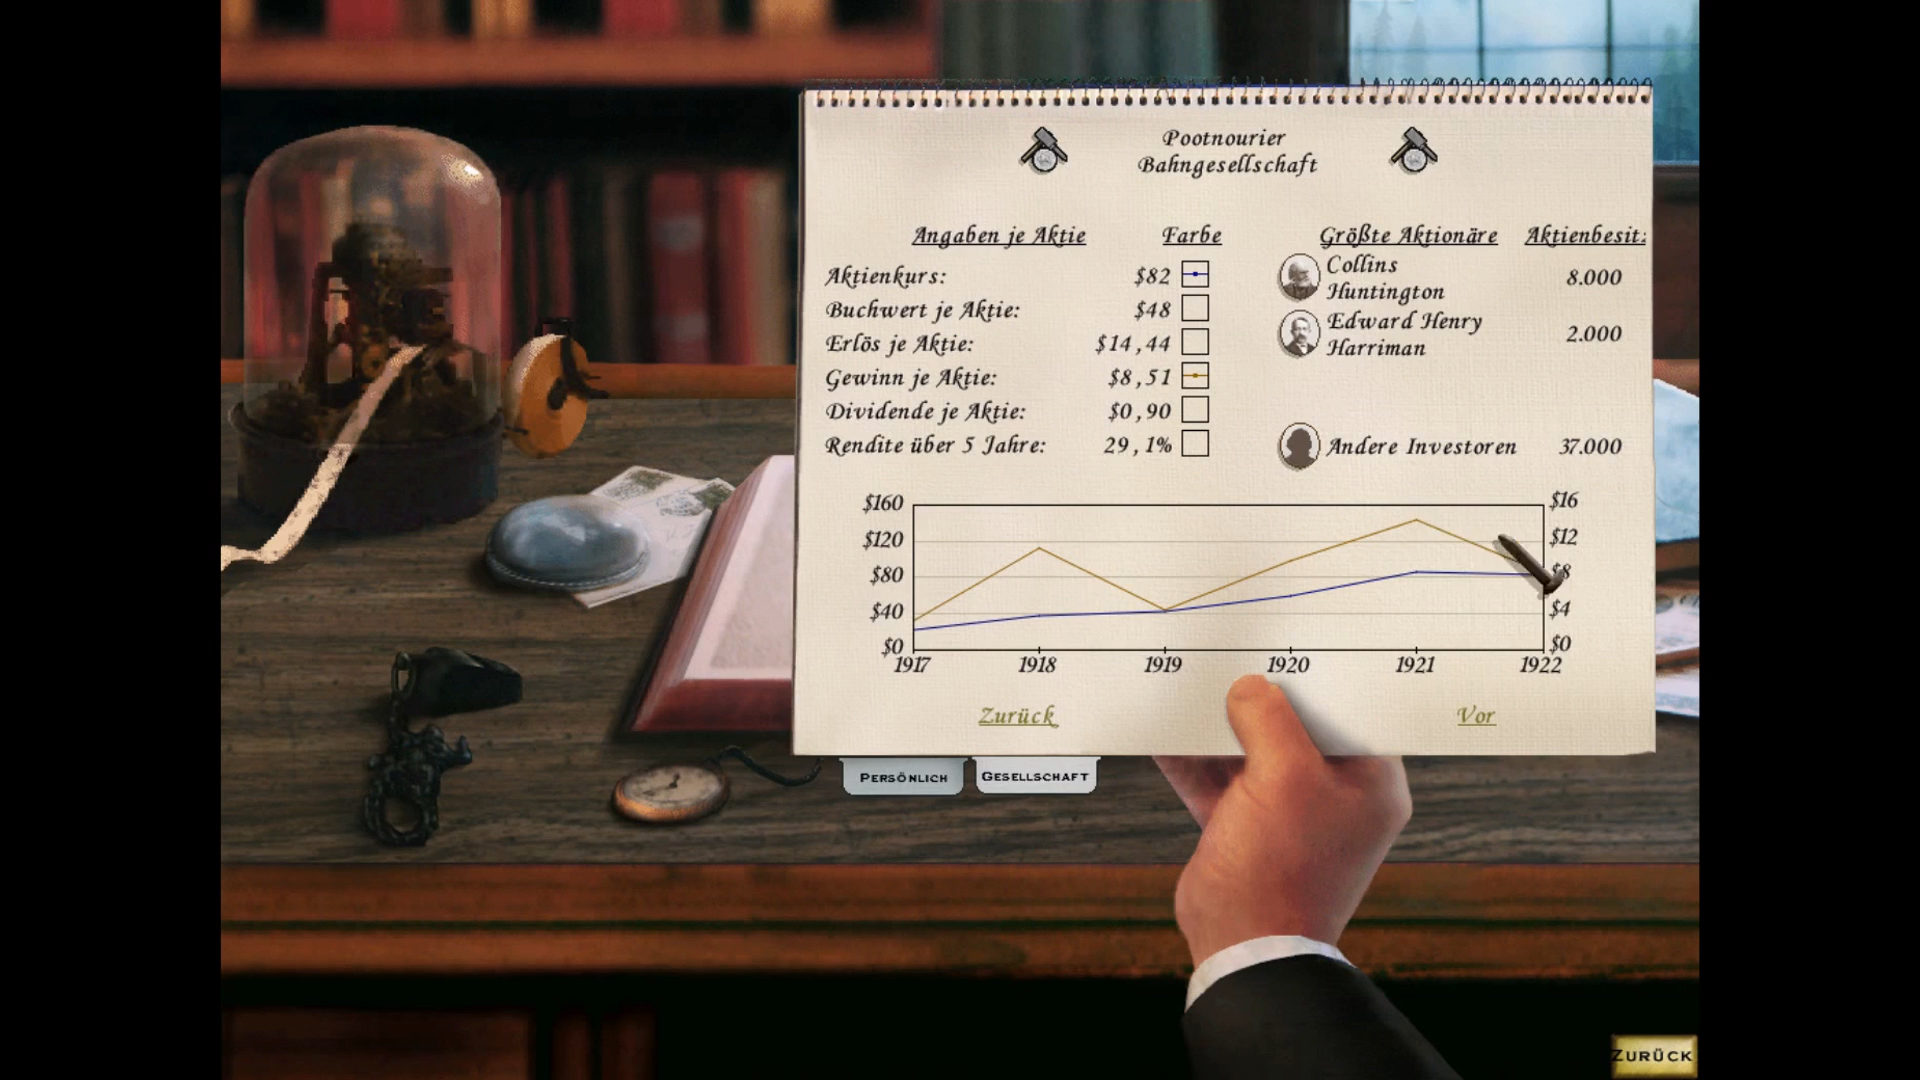 Pootnourier
Bahngesellschaft
Angaben je Aktie Farbe
Aktienkurs: $82
Buchwert je Aktie: $48
Erlös je Aktie: $14,44
Gewinn je Aktie: $8,51
Dividende je Aktie: $0,90
Rendite über 5 Jahre: 29,1%
Größte Aktionäre Aktienbesitz
Collins
Huntington 8.000
Edward Henry
Harriman 2.000
Andere Investoren 37.000
$160
$120
$80
$40
$0
$16
$12
$8
$4
$0
1917 1918 1919 1920 1921 1922
Zurück Vor
PERSÖNLICH GESELLSCHAFT
ZURÜCK